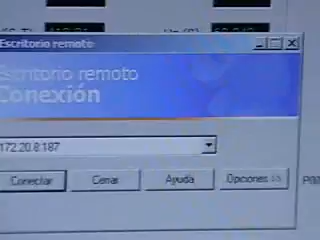 Escritorio remoto
Escritorio remoto
Conexión
172.20.8.187
Conectar Cerrar Ayuda Opciones >>